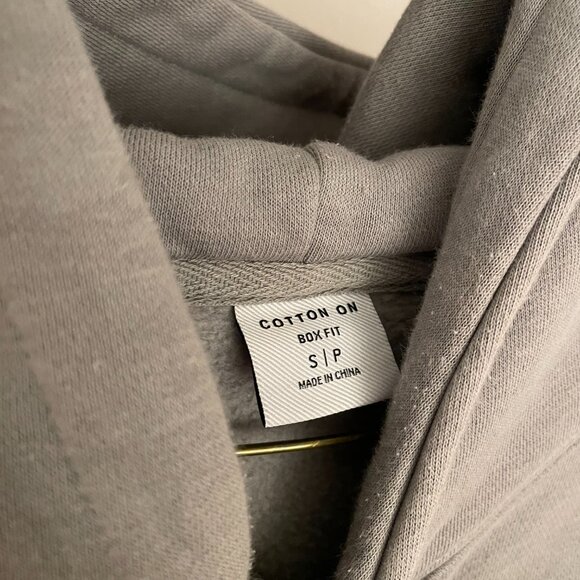 COTTON ON
BOX FIT
S|P
MADE IN CHINA